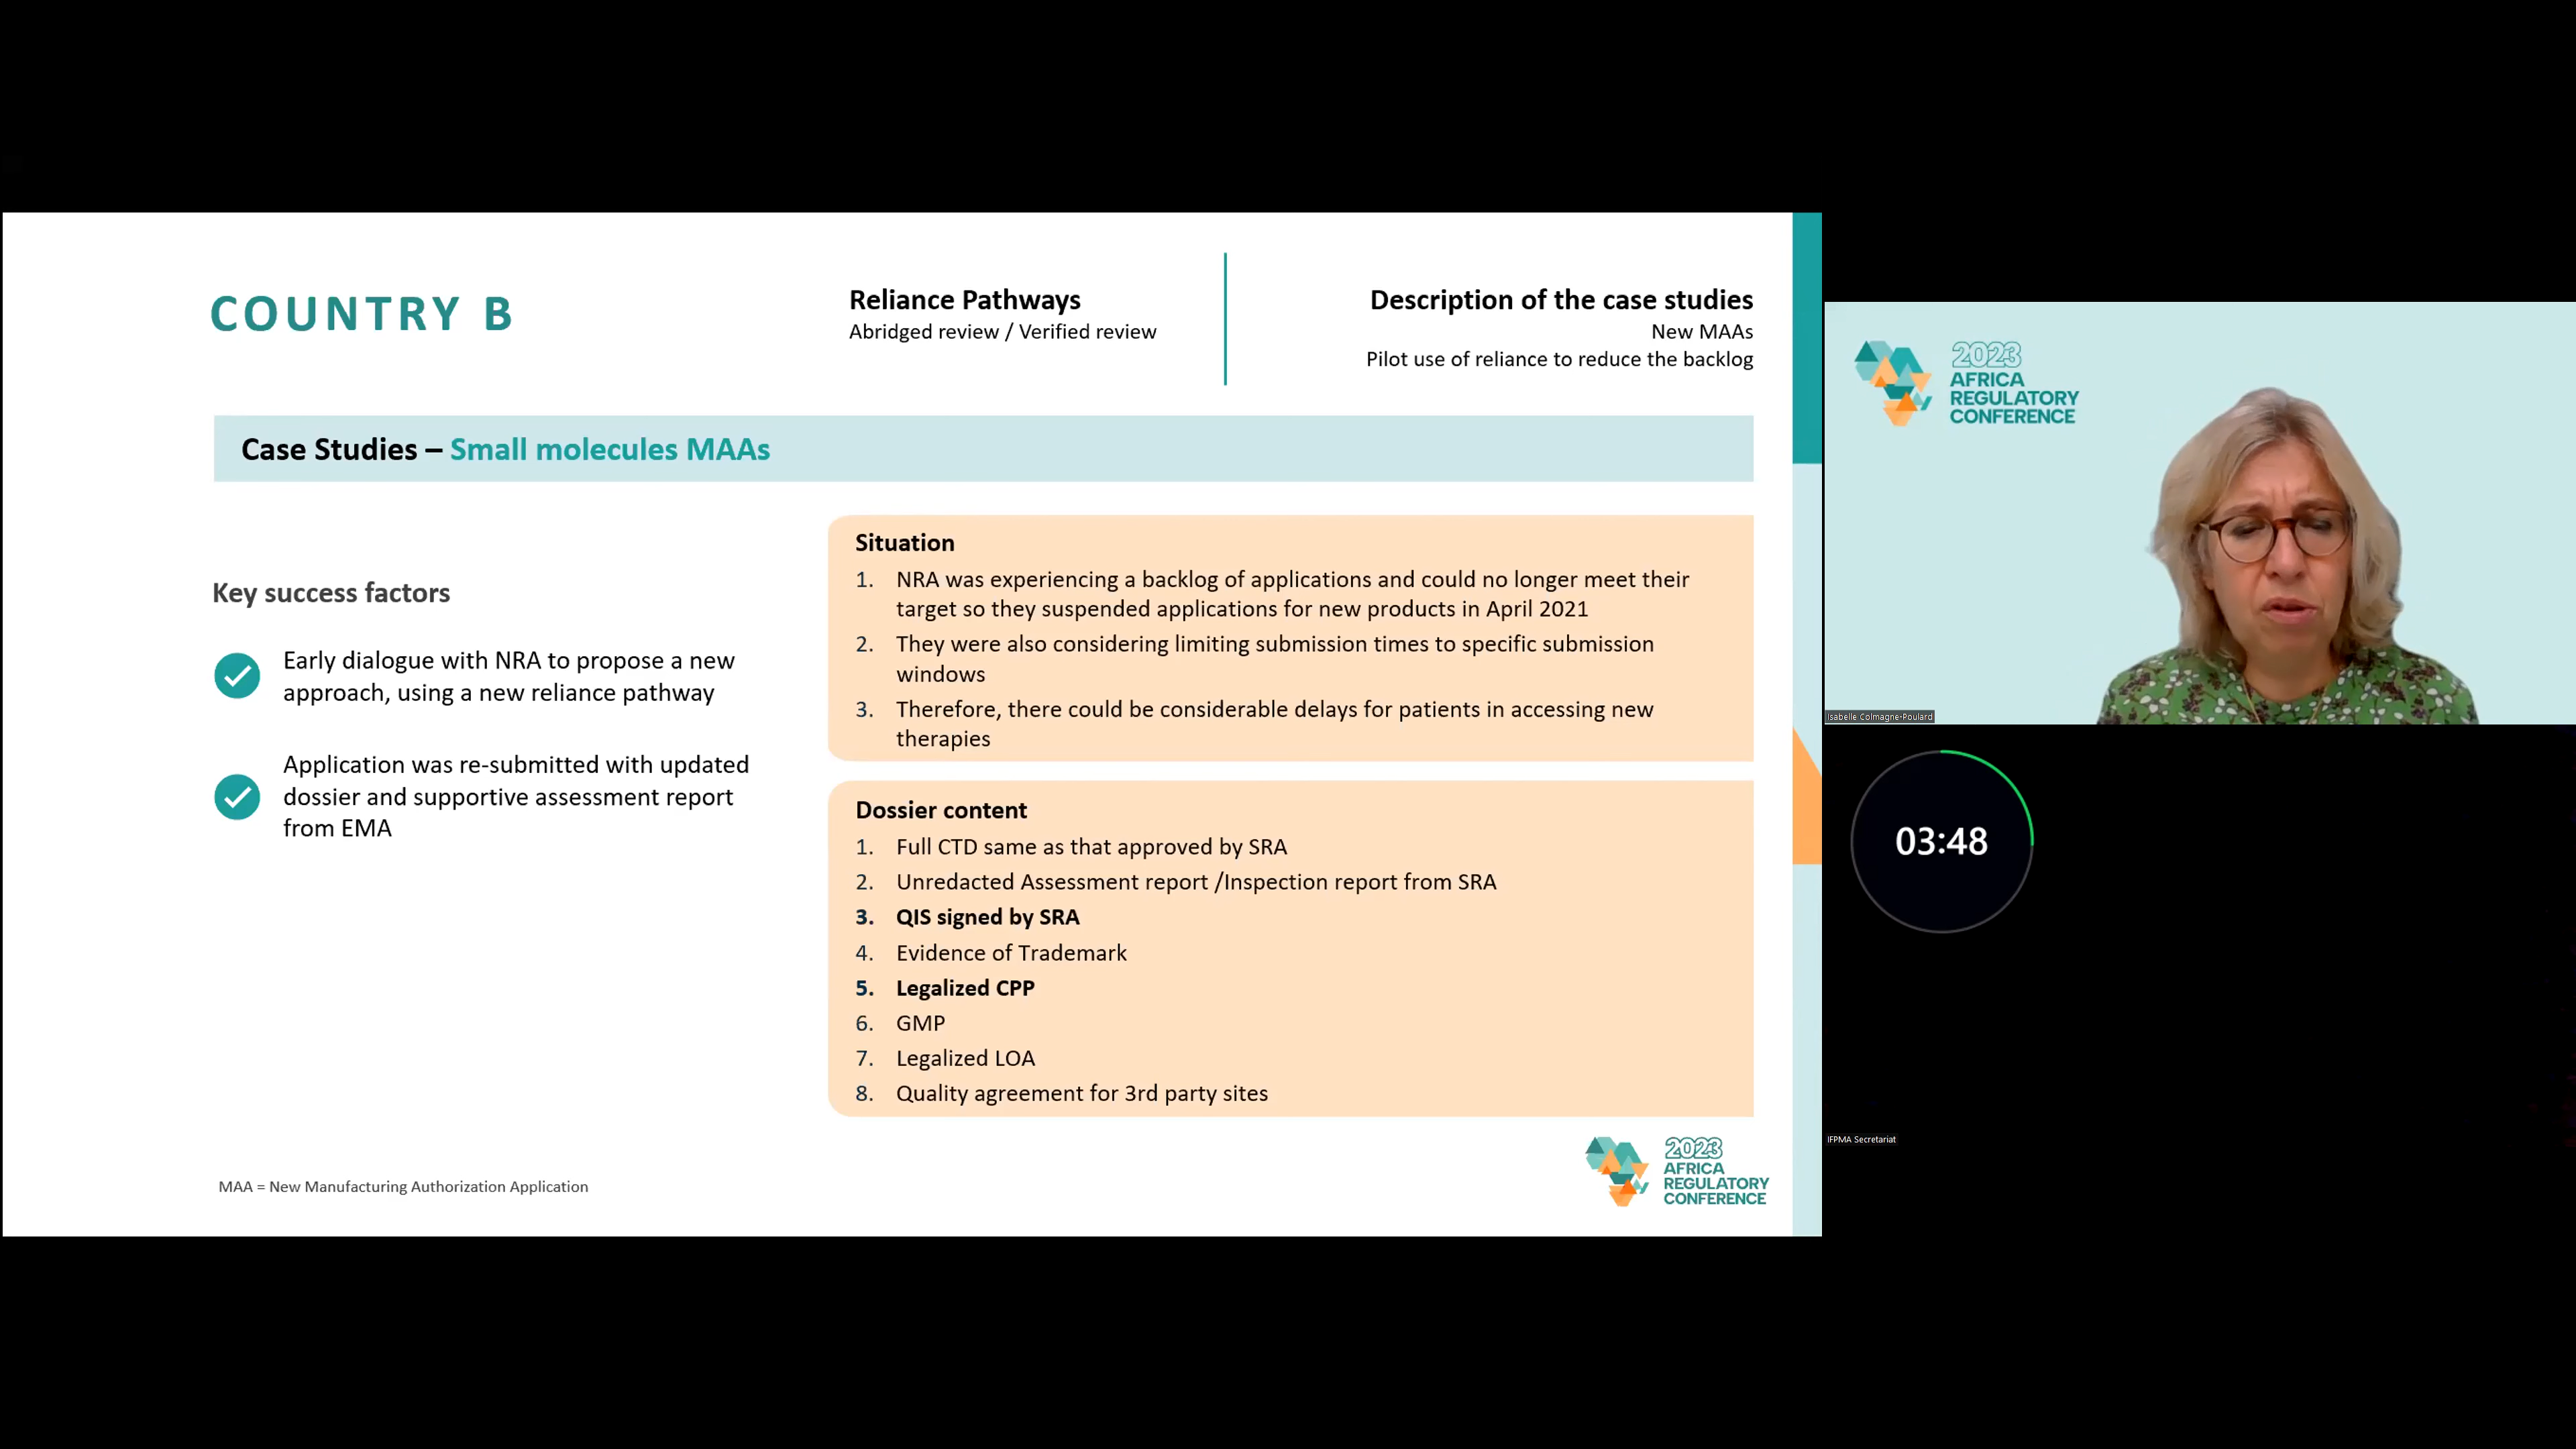 COUNTRY B
Reliance Pathways
Abridged review / Verified review
Description of the case studies
New MAAs
Pilot use of reliance to reduce the backlog
Case Studies – Small molecules MAAs
Key success factors
Early dialogue with NRA to propose a new
approach, using a new reliance pathway
Application was re-submitted with updated
dossier and supportive assessment report
from EMA
Situation
1. NRA was experiencing a backlog of applications and could no longer meet their
target so they suspended applications for new products in April 2021
2. They were also considering limiting submission times to specific submission
windows
3. Therefore, there could be considerable delays for patients in accessing new
therapies
Dossier content
1. Full CTD same as that approved by SRA
2. Unredacted Assessment report /Inspection report from SRA
3. QIS signed by SRA
4. Evidence of Trademark
5. Legalized CPP
6. GMP
7. Legalized LOA
8. Quality agreement for 3rd party sites
MAA = New Manufacturing Authorization Application
2023
AFRICA
REGULATORY
CONFERENCE
2023
AFRICA
REGULATORY
CONFERENCE
Isabelle Colmagne-Poulard
03:48
IFPMA Secretariat